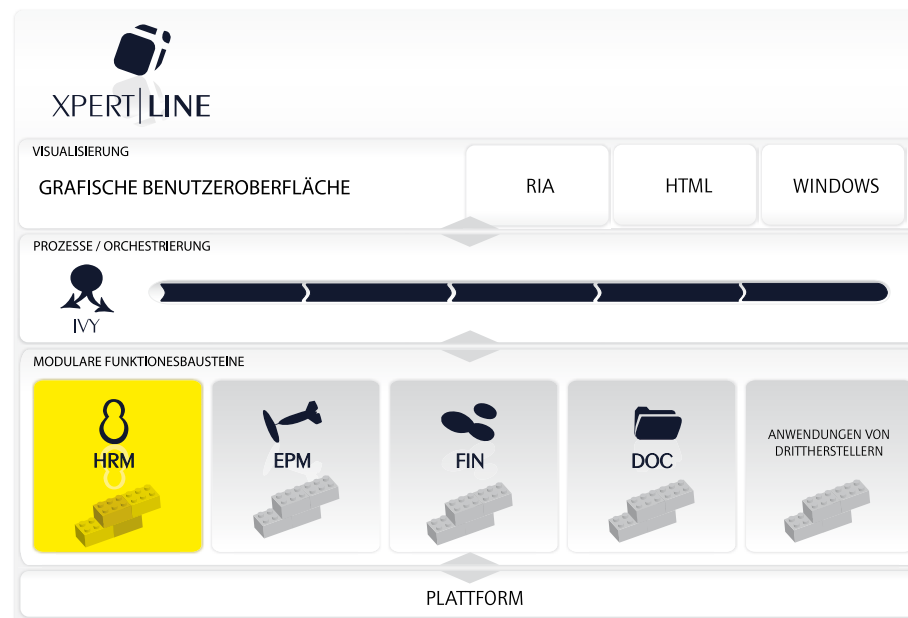 XPERT|LINE
VISUALISIERUNG
GRAFISCHE BENUTZEROBERFLÄCHE
RIA
HTML
WINDOWS
PROZESSE / ORCHESTRIERUNG
IVY
MODULARE FUNKTIONESBAUSTEINE
HRM
EPM
FIN
DOC
ANWENDUNGEN VON
DRITTHERSTELLERN
PLATTFORM